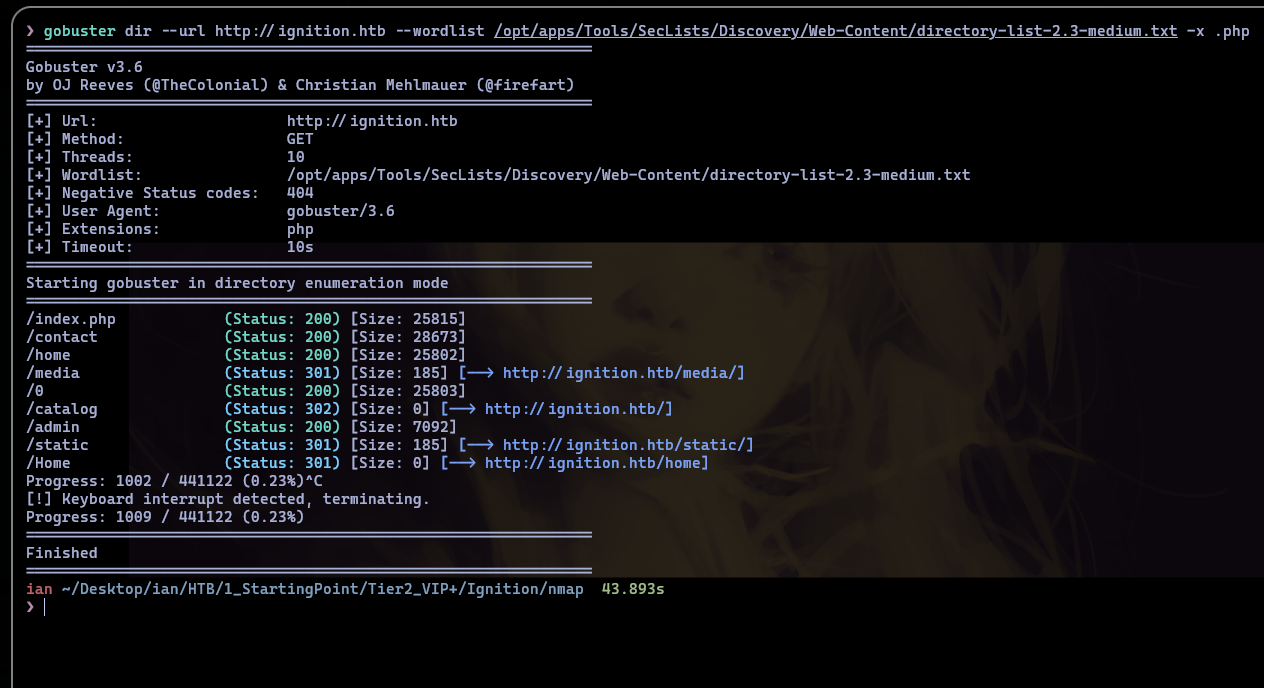 ❯ gobuster dir --url http://ignition.htb --wordlist /opt/apps/Tools/SecLists/Discovery/Web-Content/directory-list-2.3-medium.txt -x .php
===============================================================
Gobuster v3.6
by OJ Reeves (@TheColonial) & Christian Mehlmauer (@firefart)
===============================================================
[+] Url:                     http://ignition.htb
[+] Method:                  GET
[+] Threads:                 10
[+] Wordlist:                /opt/apps/Tools/SecLists/Discovery/Web-Content/directory-list-2.3-medium.txt
[+] Negative Status codes:   404
[+] User Agent:              gobuster/3.6
[+] Extensions:              php
[+] Timeout:                 10s
===============================================================
Starting gobuster in directory enumeration mode
===============================================================
/index.php            (Status: 200) [Size: 25815]
/contact              (Status: 200) [Size: 28673]
/home                 (Status: 200) [Size: 25802]
/media                (Status: 301) [Size: 185] [--> http://ignition.htb/media/]
/0                    (Status: 200) [Size: 25803]
/catalog              (Status: 302) [Size: 0] [--> http://ignition.htb/]
/admin                (Status: 200) [Size: 7092]
/static               (Status: 301) [Size: 185] [--> http://ignition.htb/static/]
/Home                 (Status: 301) [Size: 0] [--> http://ignition.htb/home]
Progress: 1002 / 441122 (0.23%)^C
[!] Keyboard interrupt detected, terminating.
Progress: 1009 / 441122 (0.23%)
===============================================================
Finished
===============================================================
ian ~/Desktop/ian/HTB/1_StartingPoint/Tier2_VIP+/Ignition/nmap  43.893s
❯